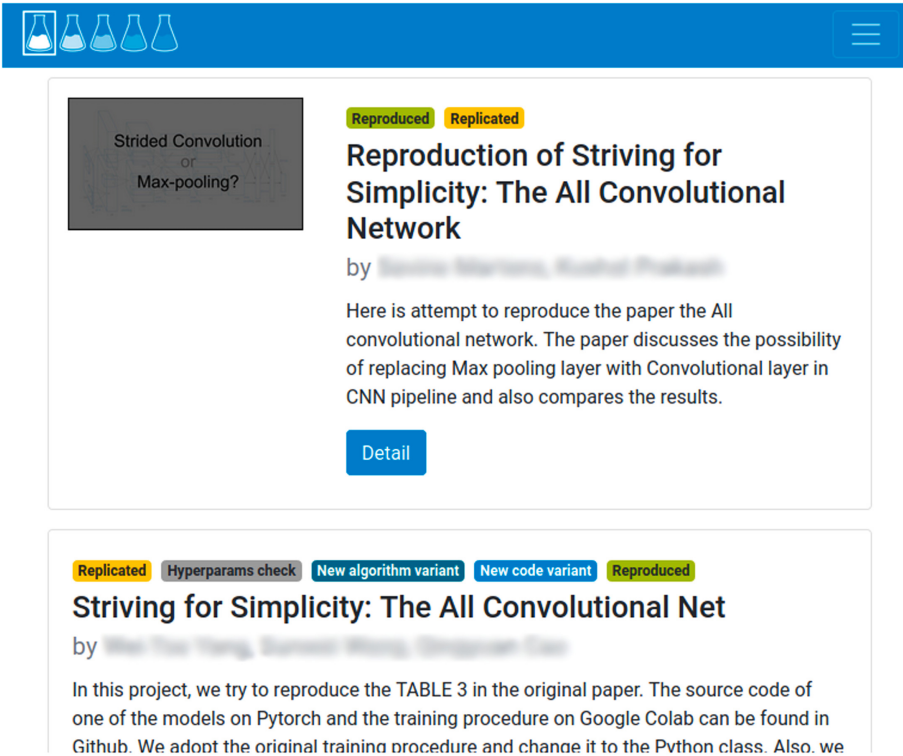 Strided Convolution
or
Max-pooling?
Reproduced Replicated
Reproduction of Striving for
Simplicity: The All Convolutional
Network
by
Here is attempt to reproduce the paper the All
convolutional network. The paper discusses the possibility
of replacing Max pooling layer with Convolutional layer in
CNN pipeline and also compares the results.
Detail
Replicated Hyperparams check New algorithm variant New code variant Reproduced
Striving for Simplicity: The All Convolutional Net
by
In this project, we try to reproduce the TABLE 3 in the original paper. The source code of
one of the models on Pytorch and the training procedure on Google Colab can be found in
Github. We adopt the original training procedure and change it to the Python class. Also, we